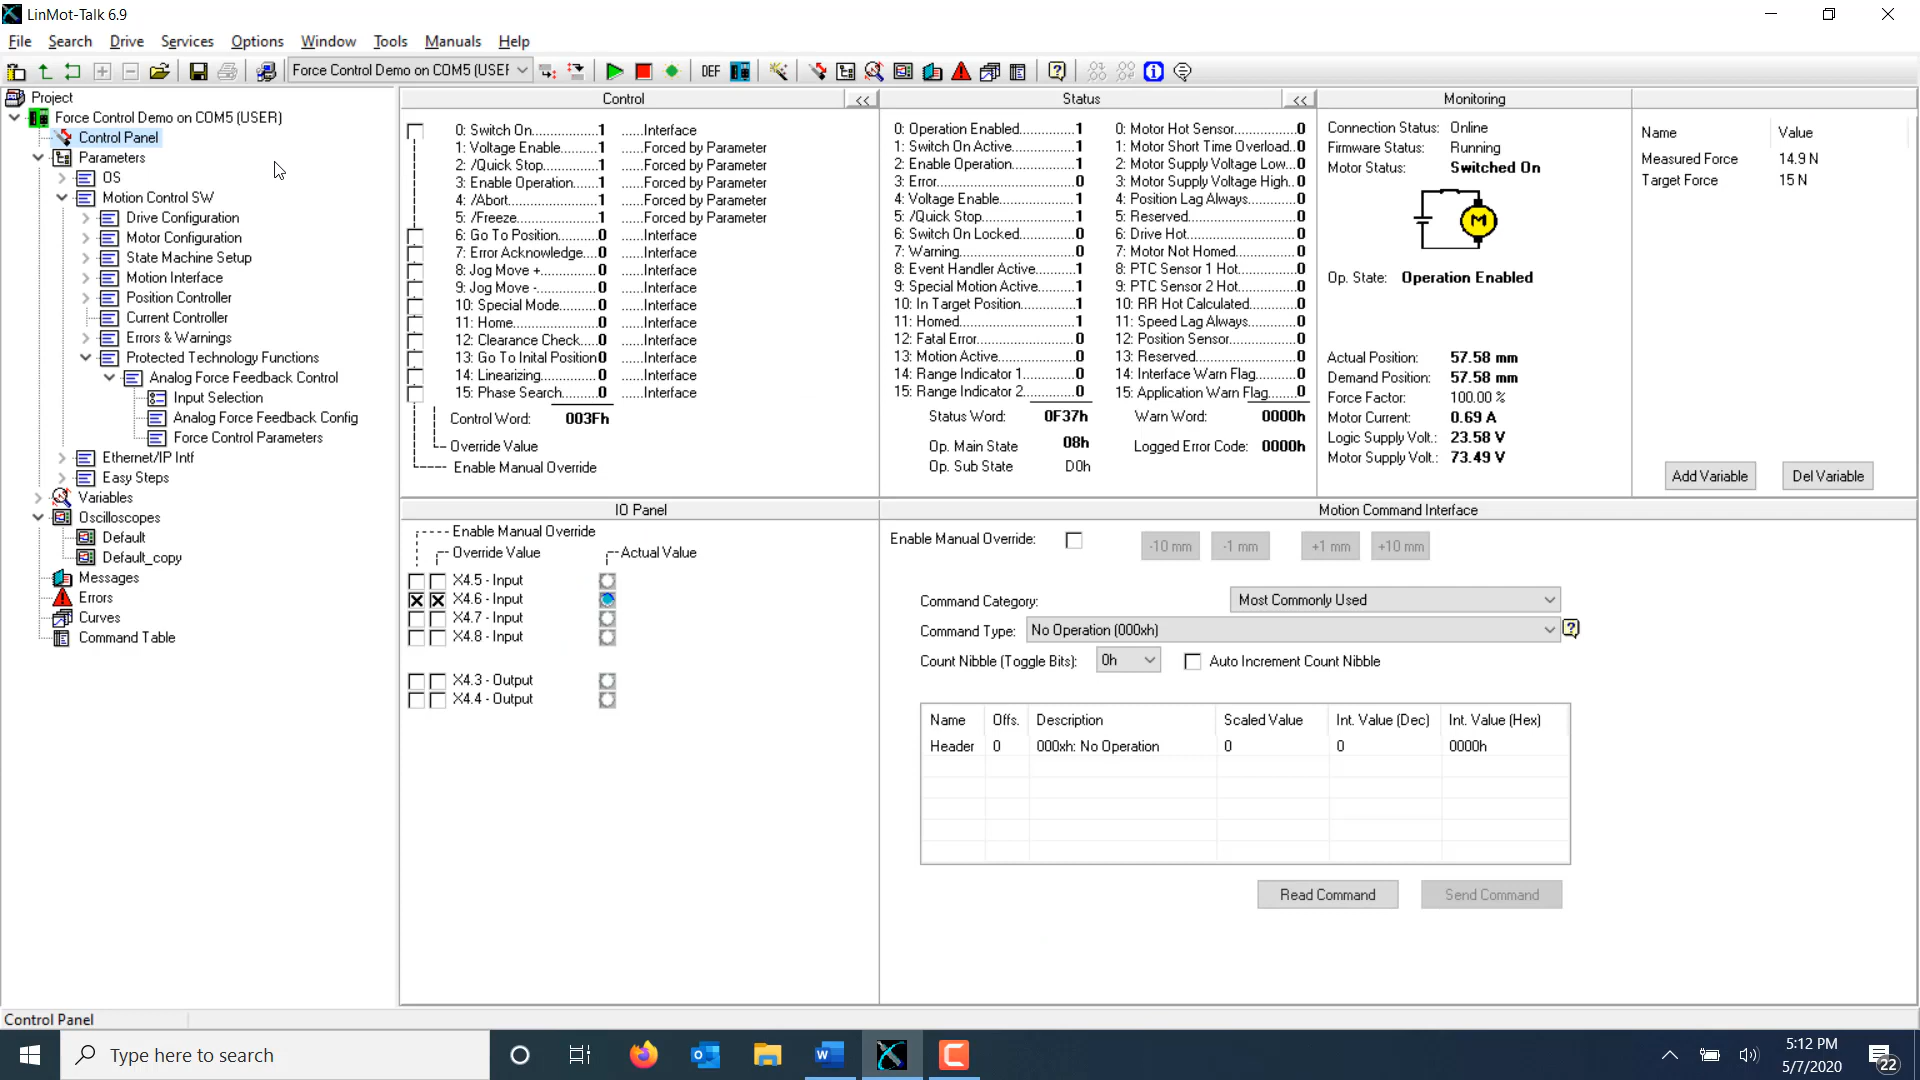 LinMot-Talk 6.9
File Search Drive Services Options Window Tools Manuals Help
Force Control Demo on COM5 (USEF
DEF
Project
Force Control Demo on COM5 (USER)
Control Panel
Parameters
OS
Motion Control SW
Drive Configuration
Motor Configuration
State Machine Setup
Motion Interface
Position Controller
Current Controller
Errors & Warnings
Protected Technology Functions
Analog Force Feedback Control
Input Selection
Analog Force Feedback Config
Force Control Parameters
Ethernet/IP Intf
Easy Steps
Variables
Oscilloscopes
Default
Default_copy
Messages
Errors
Curves
Command Table
Control <<
0: Switch On.................1 ......Interface
1: Voltage Enable..........1 ......Forced by Parameter
2: /Quick Stop...............1 ......Forced by Parameter
3: Enable Operation.......1 ......Forced by Parameter
4: /Abort.......................1 ......Forced by Parameter
5: /Freeze.....................1 ......Forced by Parameter
6: Go To Position..........0 ......Interface
7: Error Acknowledge....0 ......Interface
8: Jog Move +..............0 ......Interface
9: Jog Move -...............0 ......Interface
10: Special Mode..........0 ......Interface
11: Home......................0 ......Interface
12: Clearance Check.....0 ......Interface
13: Go To Inital Position0 ......Interface
14: Linearizing...............0 ......Interface
15: Phase Search.........0 ......Interface
Control Word: 003Fh
Override Value
Enable Manual Override
Status <<
0: Operation Enabled..........1 0: Motor Hot Sensor............0
1: Switch On Active............1 1: Motor Short Time Overload..0
2: Enable Operation............1 2: Motor Supply Voltage Low...0
3: Error..............................0 3: Motor Supply Voltage High..0
4: Voltage Enable...............1 4: Position Lag Always.........0
5: /Quick Stop...................1 5: Reserved......................0
6: Switch On Locked..........0 6: Drive Hot......................0
7: Warning.......................0 7: Motor Not Homed............0
8: Event Handler Active......1 8: PTC Sensor 1 Hot...........0
9: Special Motion Active.....1 9: PTC Sensor 2 Hot...........0
10: In Target Position.........1 10: RR Hot Calculated.........0
11: Homed........................1 11: Speed Lag Always.........0
12: Fatal Error....................0 12: Position Sensor............0
13: Motion Active...............0 13: Reserved....................0
14: Range Indicator 1.........0 14: Interface Warn Flag.......0
15: Range Indicator 2.........0 15: Application Warn Flag.....0
Status Word: 0F37h Warn Word: 0000h
Op. Main State 08h Logged Error Code: 0000h
Op. Sub State D0h
Monitoring
Connection Status: Online
Firmware Status: Running
Motor Status: Switched On
M
Op. State: Operation Enabled
Actual Position: 57.58 mm
Demand Position: 57.58 mm
Force Factor: 100.00 %
Motor Current: 0.69 A
Logic Supply Volt.: 23.58 V
Motor Supply Volt.: 73.49 V
Name Value
Measured Force 14.9 N
Target Force 15 N
Add Variable Del Variable
IO Panel
Enable Manual Override
Override Value Actual Value
X4.5 - Input
X4.6 - Input
X4.7 - Input
X4.8 - Input
X4.3 - Output
X4.4 - Output
Motion Command Interface
Enable Manual Override: -10 mm -1 mm +1 mm +10 mm
Command Category: Most Commonly Used
Command Type: No Operation (000xh)
Count Nibble (Toggle Bits): 0h Auto Increment Count Nibble
Name Offs. Description Scaled Value Int. Value (Dec) Int. Value (Hex)
Header 0 000xh: No Operation 0 0 0000h
Read Command Send Command
Control Panel
Type here to search
5:12 PM
5/7/2020
22